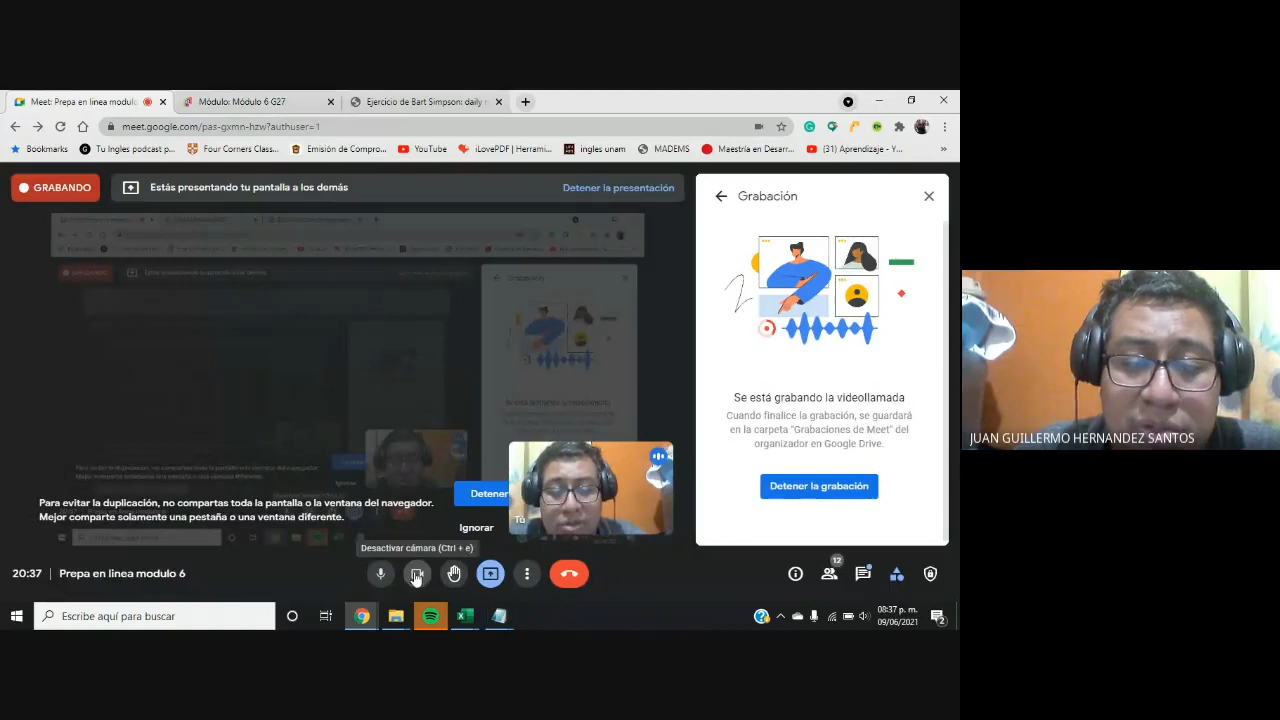 Meet: Prepa en linea modulo
Módulo: Módulo 6 G27
Ejercicio de Bart Simpson: daily r
meet.google.com/pas-gxmn-hzw?authuser=1
Bookmarks
Tu Ingles podcast p...
Four Corners Class...
Emisión de Compro...
YouTube
iLovePDF | Herrami...
ingles unam
MADEMS
Maestría en Desarr...
(31) Aprendizaje - Y...
GRABANDO
Estás presentando tu pantalla a los demás
Detener la presentación
Grabación
Se está grabando la videollamada
Cuando finalice la grabación, se guardará
en la carpeta "Grabaciones de Meet" del
organizador en Google Drive.
Detener la grabación
Para evitar la duplicación, no compartas toda la pantalla o la ventana del navegador.
Mejor comparte solamente una pestaña o una ventana diferente.
Detener
Ignorar
Tú
Desactivar cámara (Ctrl + e)
20:37 | Prepa en linea modulo 6
12
Escribe aquí para buscar
08:37 p. m.
09/06/2021
2
JUAN GUILLERMO HERNANDEZ SANTOS